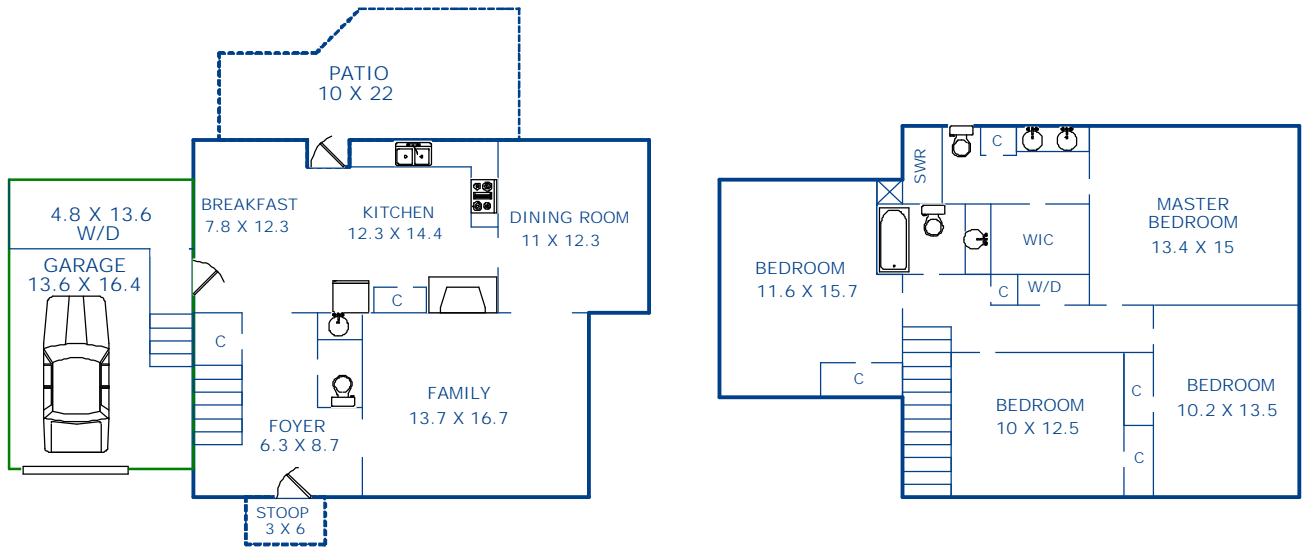 PATIO
10 X 22
4.8 X 13.6
W/D
GARAGE
13.6 X 16.4
BREAKFAST
7.8 X 12.3
KITCHEN
12.3 X 14.4
DINING ROOM
11 X 12.3
C
C
FAMILY
13.7 X 16.7
FOYER
6.3 X 8.7
STOOP
3 X 6
SWR
C
MASTER
BEDROOM
13.4 X 15
WIC
BEDROOM
11.6 X 15.7
C
W/D
C
BEDROOM
10 X 12.5
C
C
BEDROOM
10.2 X 13.5